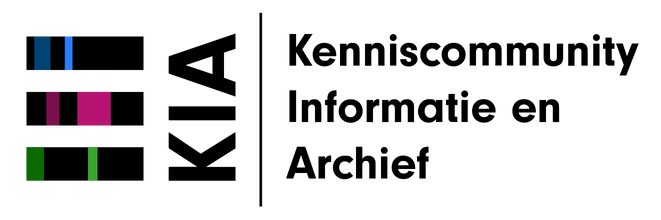 KIA
Kenniscommunity
Informatie en
Archief